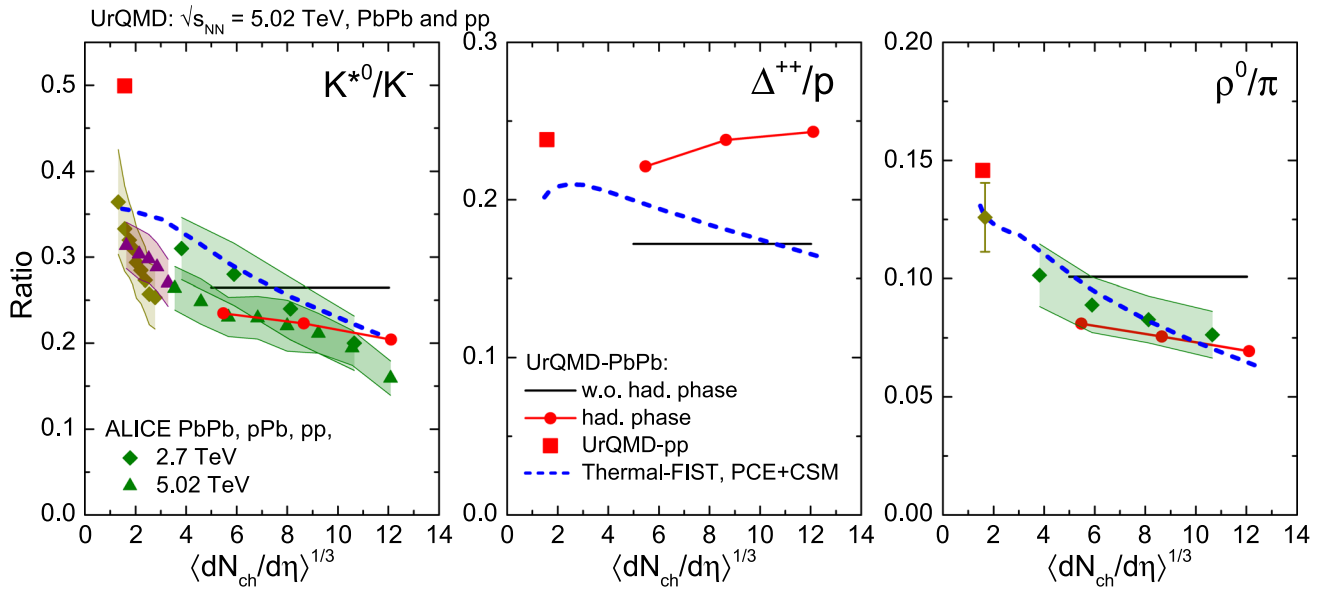 UrQMD: √s_NN = 5.02 TeV, PbPb and pp
Ratio
0.5
0.4
0.3
0.2
0.1
0.0
K*⁰/K⁻
ALICE PbPb, pPb, pp,
2.7 TeV
5.02 TeV
0 2 4 6 8 10 12 14
⟨dN_ch/dη⟩^1/3
0.3
0.2
0.1
0.0
Δ⁺⁺/p
UrQMD-PbPb:
w.o. had. phase
had. phase
UrQMD-pp
Thermal-FIST, PCE+CSM
0 2 4 6 8 10 12 14
⟨dN_ch/dη⟩^1/3
0.20
0.15
0.10
0.05
0.00
ρ⁰/π
0 2 4 6 8 10 12 14
⟨dN_ch/dη⟩^1/3